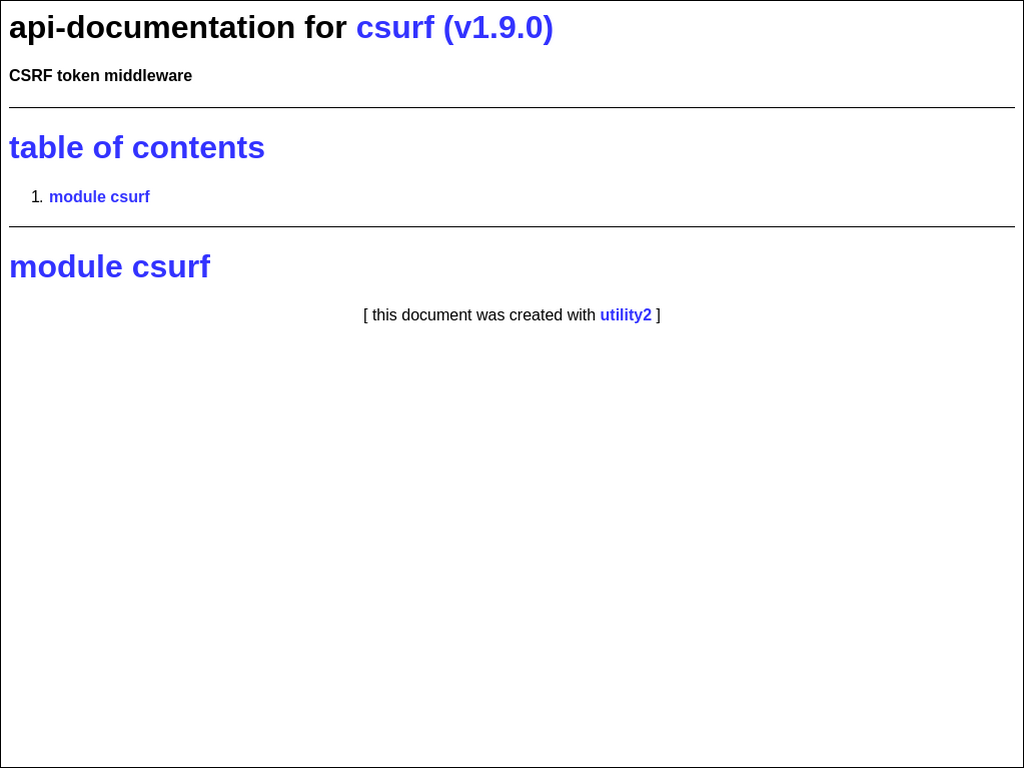 api-documentation for csurf (v1.9.0)
CSRF token middleware
table of contents
1. module csurf
module csurf
[ this document was created with utility2 ]